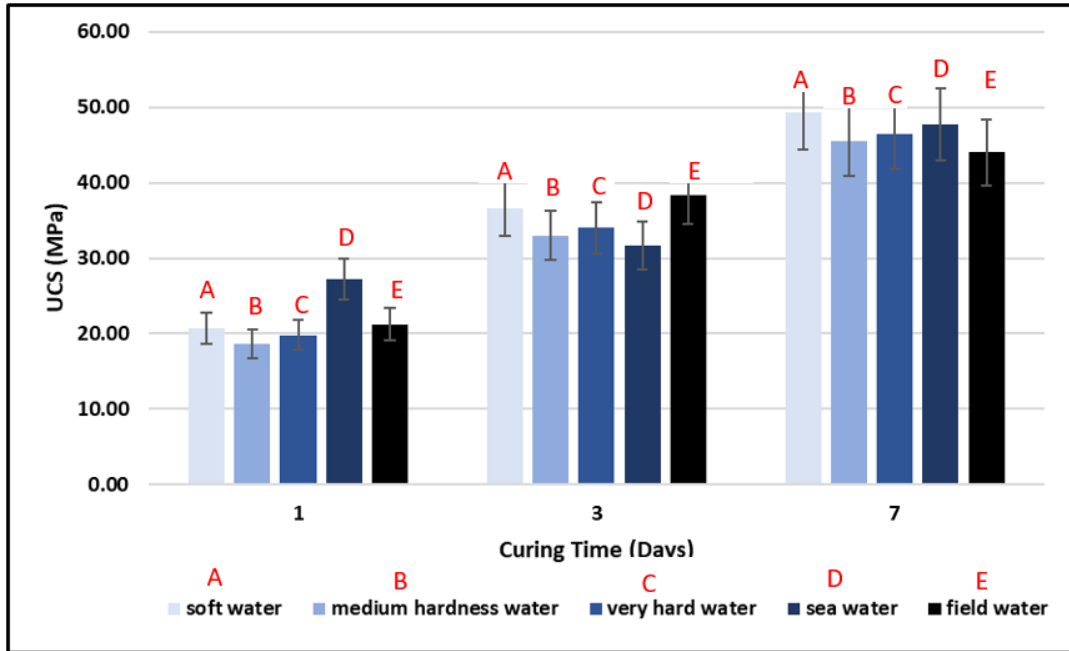 60.00
50.00
40.00
30.00
20.00
10.00
0.00
UCS (MPa)
A B C D E
A B C D E
A B C D E
1 3 7
Curing Time (Days)
A B C D E
soft water medium hardness water very hard water sea water field water